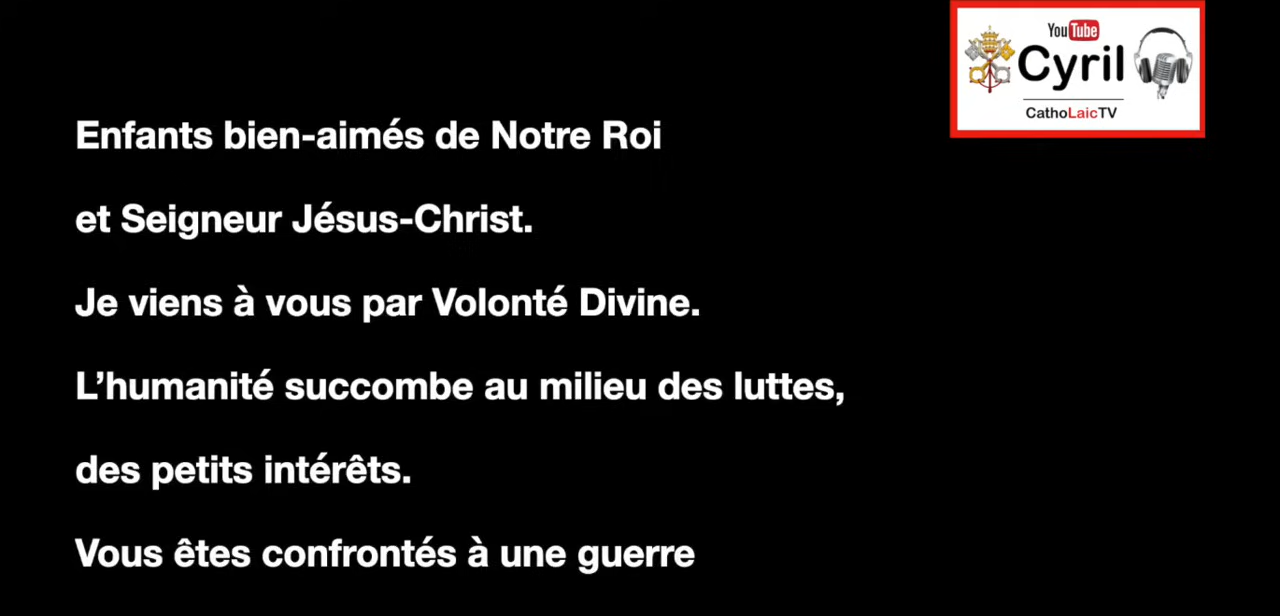 YouTube
Cyril
CathoLaicTV
Enfants bien-aimés de Notre Roi
et Seigneur Jésus-Christ.
Je viens à vous par Volonté Divine.
L’humanité succombe au milieu des luttes,
des petits intérêts.
Vous êtes confrontés à une guerre